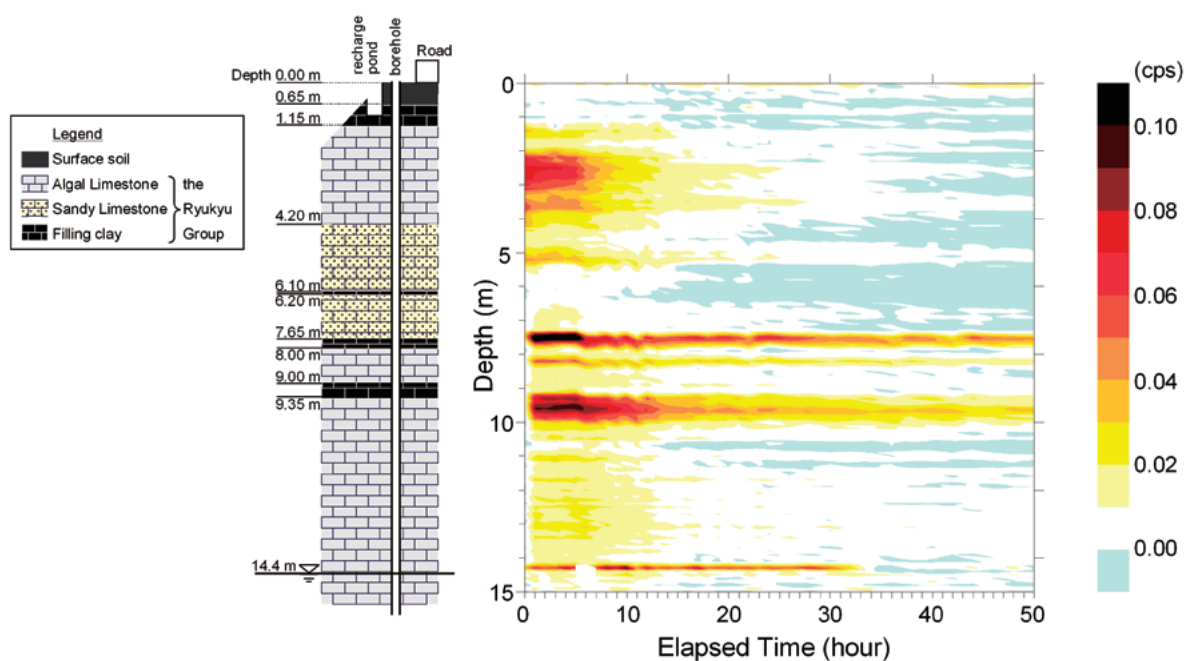 recharge pond
borehole
Road
Depth 0.00 m
0.65 m
1.15 m
4.20 m
6.10 m
6.20 m
7.65 m
8.00 m
9.00 m
9.35 m
14.4 m
Legend
Surface soil
Algal Limestone
Sandy Limestone
Filling clay
the
Ryukyu
Group
0
5
10
15
Depth (m)
0
10
20
30
40
50
Elapsed Time (hour)
(cps)
0.10
0.08
0.06
0.04
0.02
0.00